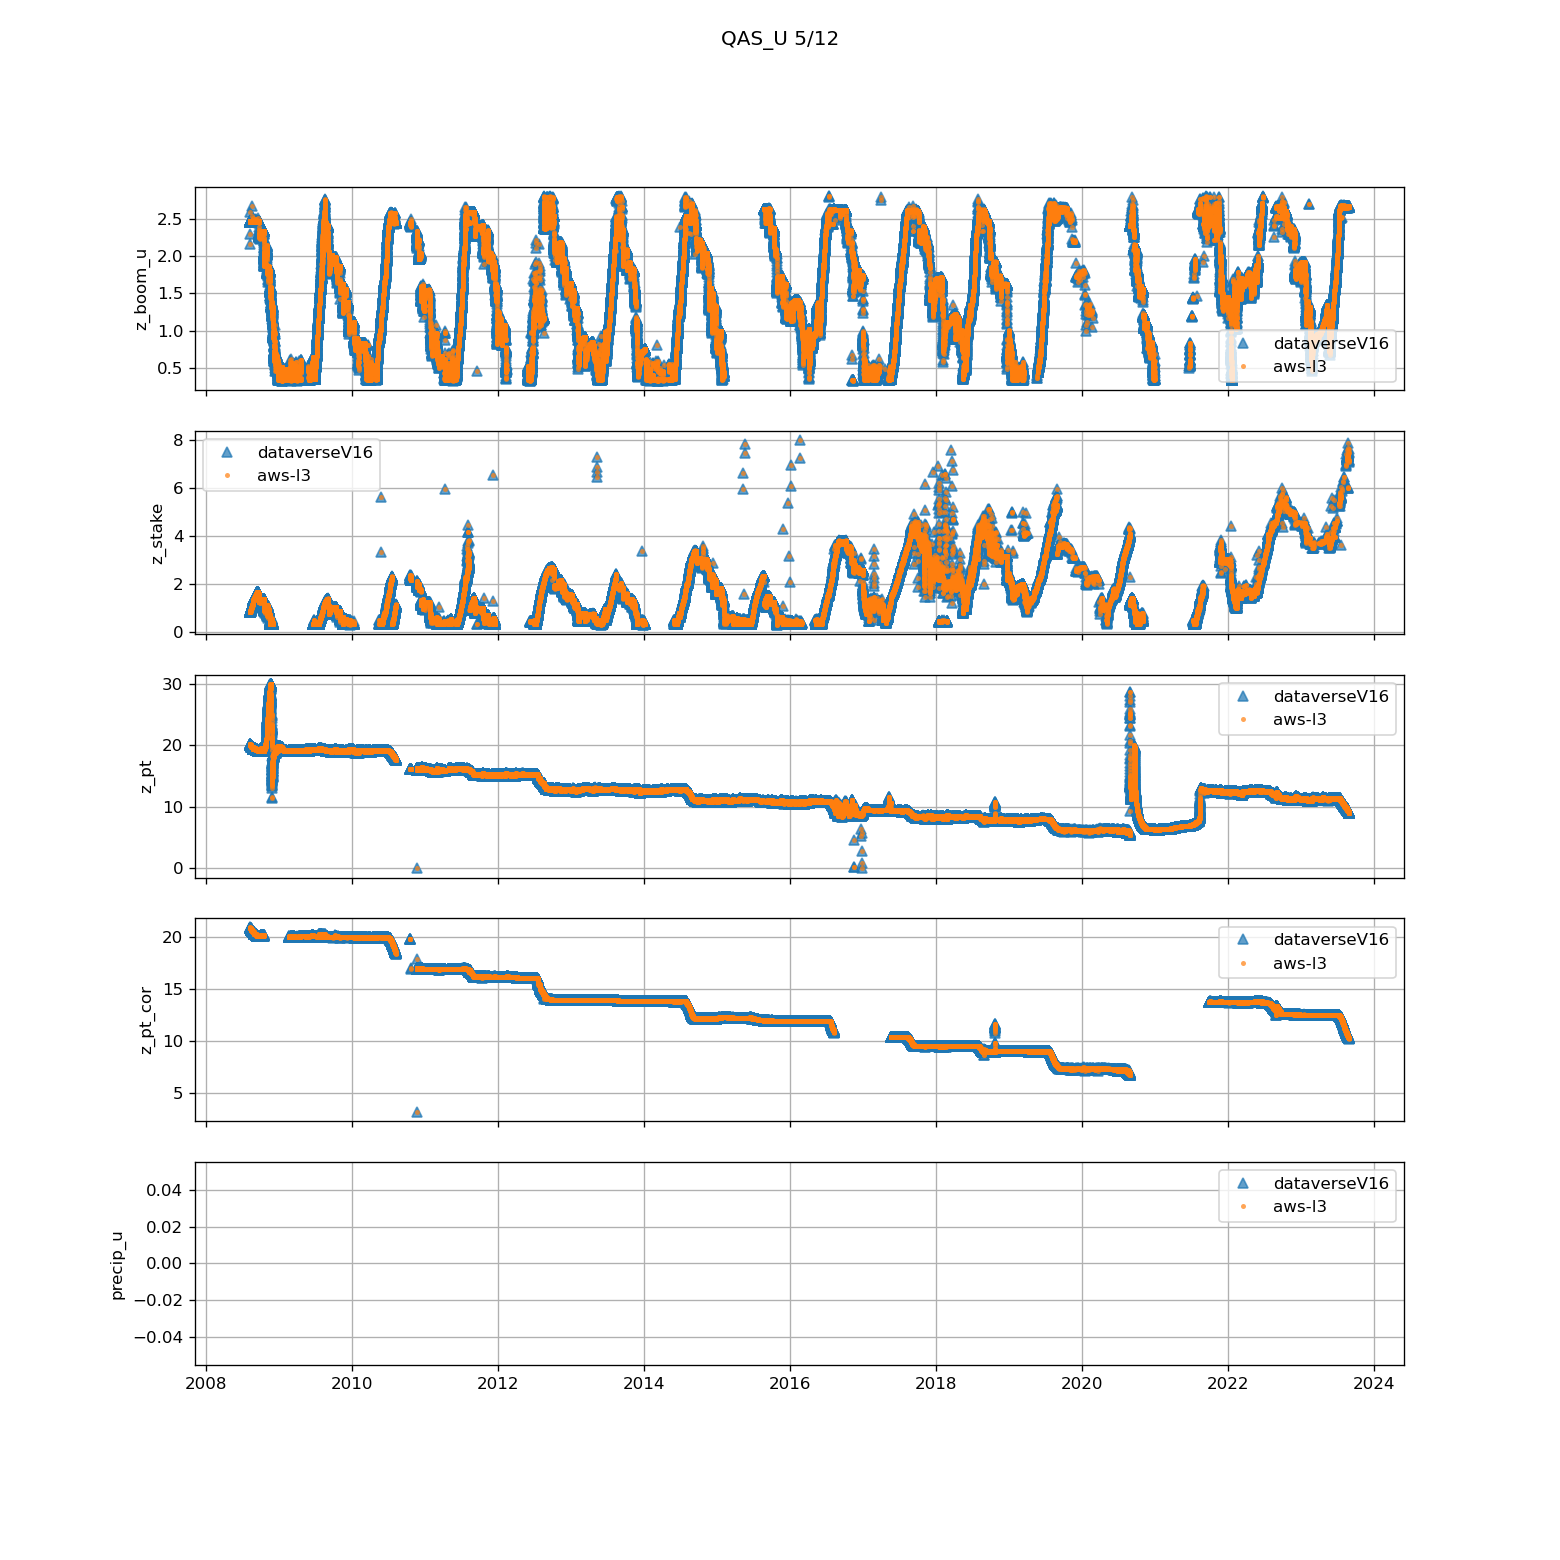 QAS_U 5/12
z_boom_u
2.5
2.0
1.5
1.0
0.5
dataverseV16
aws-l3
z_stake
8
6
4
2
0
dataverseV16
aws-l3
z_pt
30
20
10
0
dataverseV16
aws-l3
z_pt_cor
20
15
10
5
dataverseV16
aws-l3
precip_u
0.04
0.02
0.00
−0.02
−0.04
dataverseV16
aws-l3
2008 2010 2012 2014 2016 2018 2020 2022 2024